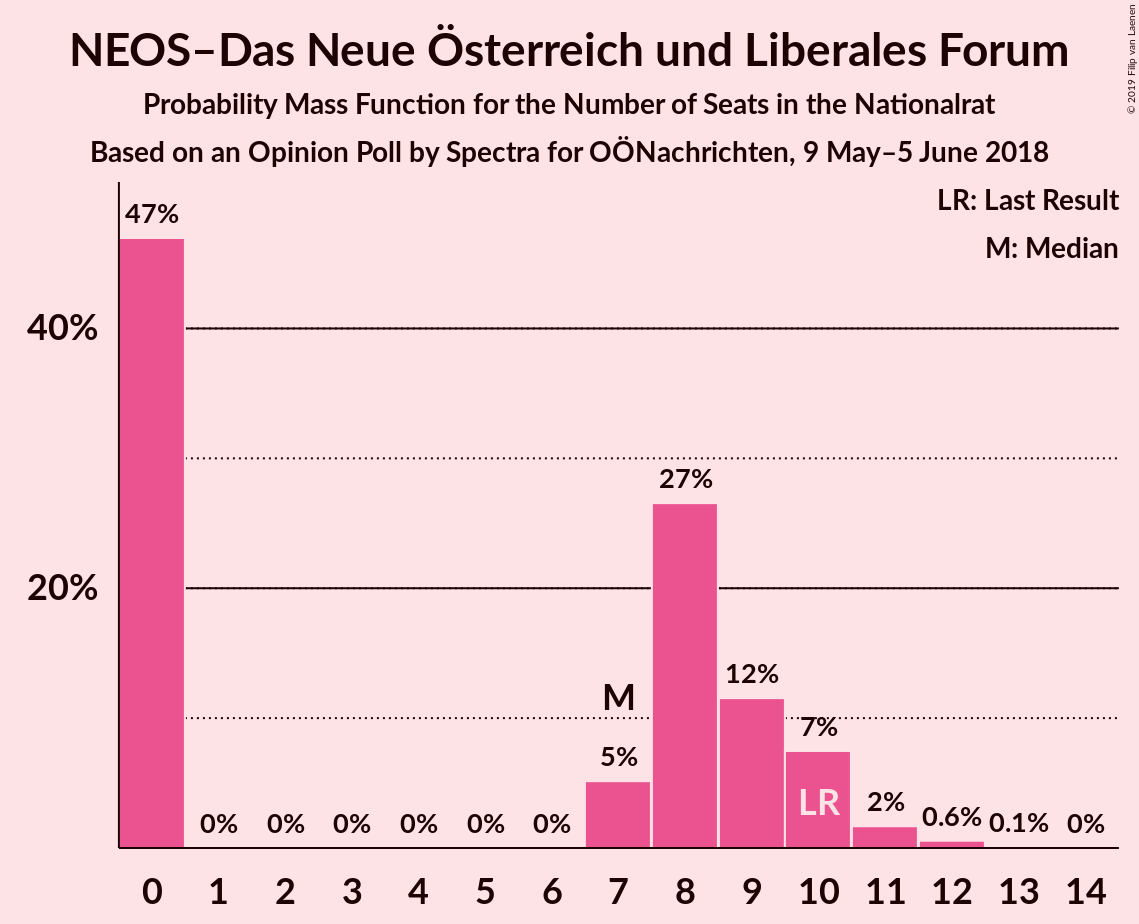 NEOS–Das Neue Österreich und Liberales Forum
Probability Mass Function for the Number of Seats in the Nationalrat
Based on an Opinion Poll by Spectra for OÖNachrichten, 9 May–5 June 2018
© 2019 Filip van Laenen
LR: Last Result
M: Median
47%
40%
27%
20%
12%
M
7%
5%
LR
2%
0% 0% 0% 0% 0% 0% 0.6% 0.1% 0%
0 1 2 3 4 5 6 7 8 9 10 11 12 13 14